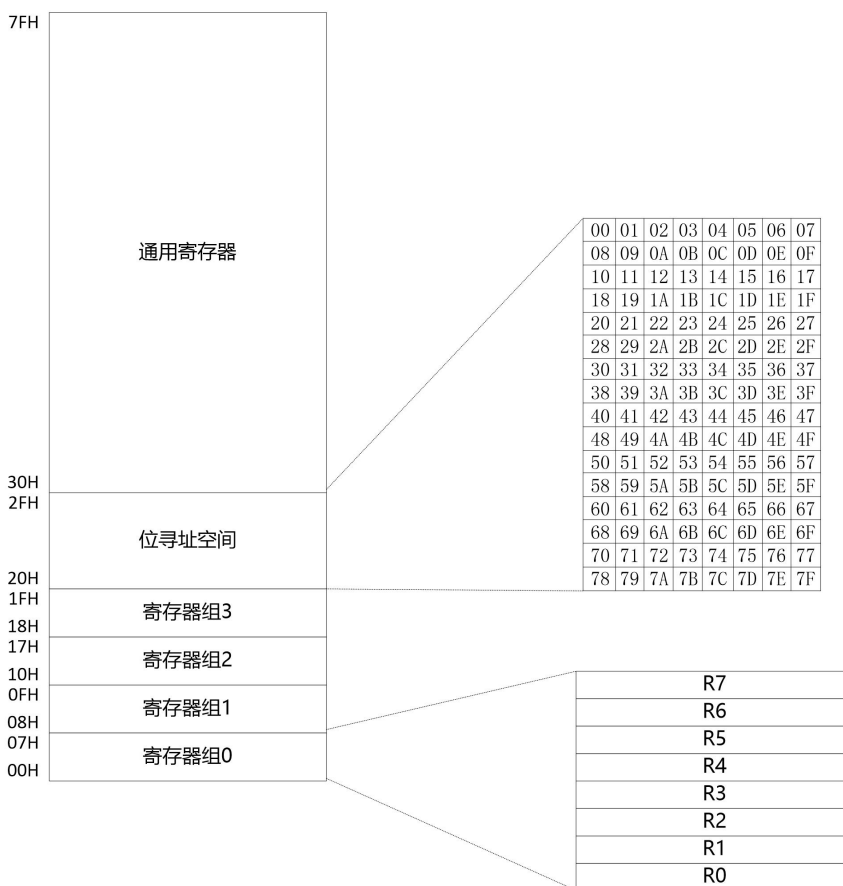 7FH
通用寄存器
30H
2FH
位寻址空间
20H
1FH
寄存器组3
18H
17H
寄存器组2
10H
0FH
寄存器组1
08H
07H
寄存器组0
00H
00 01 02 03 04 05 06 07
08 09 0A 0B 0C 0D 0E 0F
10 11 12 13 14 15 16 17
18 19 1A 1B 1C 1D 1E 1F
20 21 22 23 24 25 26 27
28 29 2A 2B 2C 2D 2E 2F
30 31 32 33 34 35 36 37
38 39 3A 3B 3C 3D 3E 3F
40 41 42 43 44 45 46 47
48 49 4A 4B 4C 4D 4E 4F
50 51 52 53 54 55 56 57
58 59 5A 5B 5C 5D 5E 5F
60 61 62 63 64 65 66 67
68 69 6A 6B 6C 6D 6E 6F
70 71 72 73 74 75 76 77
78 79 7A 7B 7C 7D 7E 7F
R7
R6
R5
R4
R3
R2
R1
R0